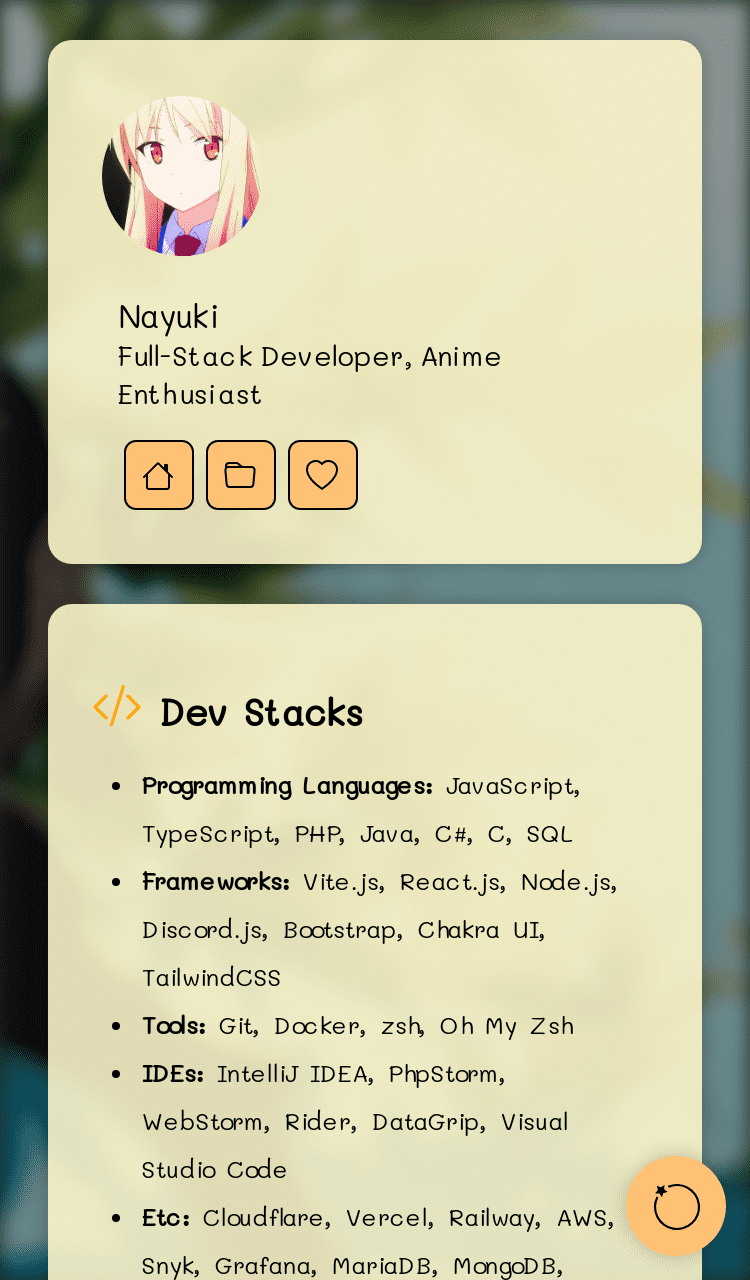 Nayuki
Full-Stack Developer, Anime
Enthusiast
Dev Stacks
Programming Languages: JavaScript,
TypeScript, PHP, Java, C#, C, SQL
Frameworks: Vite.js, React.js, Node.js,
Discord.js, Bootstrap, Chakra UI,
TailwindCSS
Tools: Git, Docker, zsh, Oh My Zsh
IDEs: IntelliJ IDEA, PhpStorm,
WebStorm, Rider, DataGrip, Visual
Studio Code
Etc: Cloudflare, Vercel, Railway, AWS,
Snyk, Grafana, MariaDB, MongoDB,